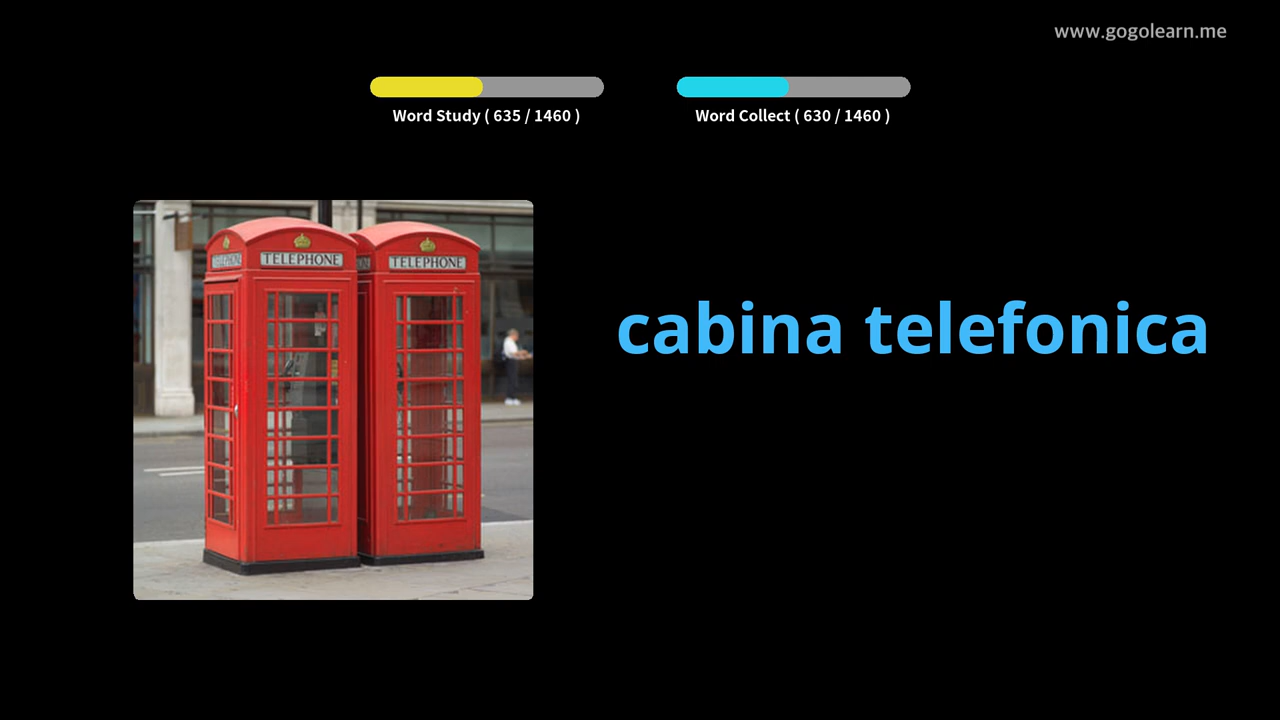 www.gogolearn.me
Word Study ( 635 / 1460 )
Word Collect ( 630 / 1460 )
TELEPHONE
TELEPHONE
cabina telefonica